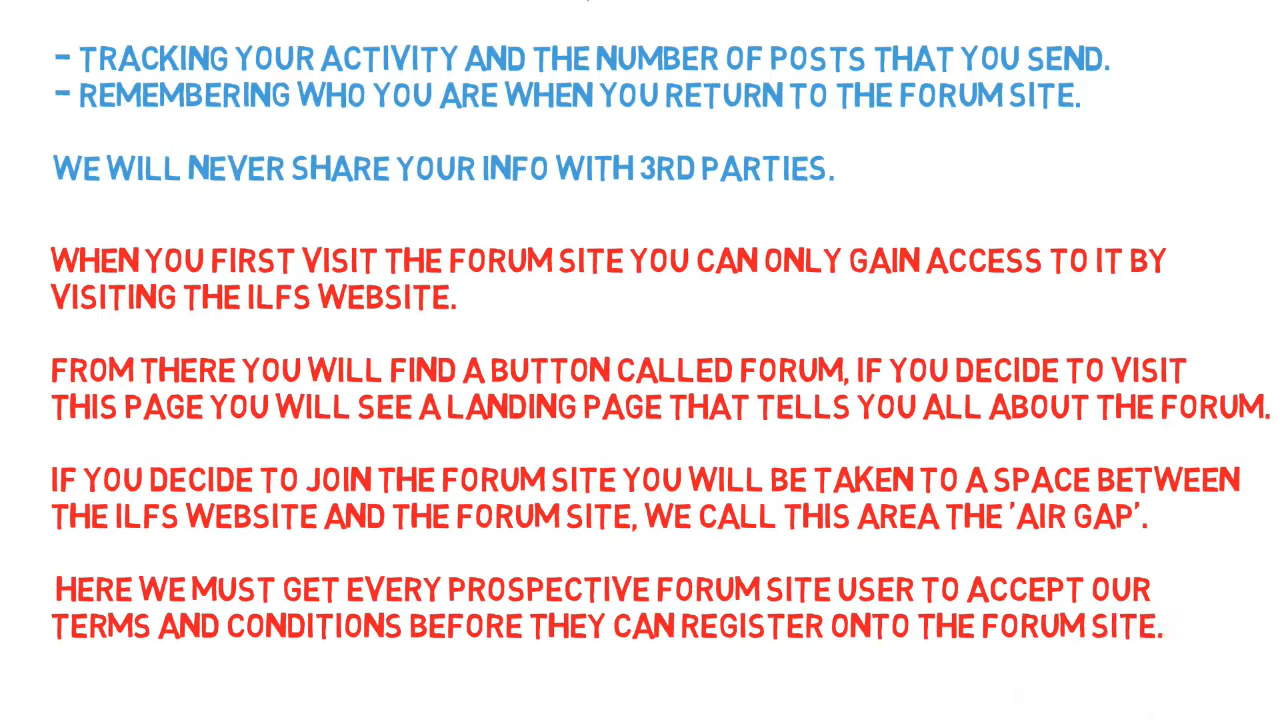 - TRACKING YOUR ACTIVITY AND THE NUMBER OF POSTS THAT YOU SEND.
- REMEMBERING WHO YOU ARE WHEN YOU RETURN TO THE FORUM SITE.
WE WILL NEVER SHARE YOUR INFO WITH 3RD PARTIES.
WHEN YOU FIRST VISIT THE FORUM SITE YOU CAN ONLY GAIN ACCESS TO IT BY
VISITING THE ILFS WEBSITE.
FROM THERE YOU WILL FIND A BUTTON CALLED FORUM, IF YOU DECIDE TO VISIT
THIS PAGE YOU WILL SEE A LANDING PAGE THAT TELLS YOU ALL ABOUT THE FORUM.
IF YOU DECIDE TO JOIN THE FORUM SITE YOU WILL BE TAKEN TO A SPACE BETWEEN
THE ILFS WEBSITE AND THE FORUM SITE, WE CALL THIS AREA THE 'AIR GAP'.
HERE WE MUST GET EVERY PROSPECTIVE FORUM SITE USER TO ACCEPT OUR
TERMS AND CONDITIONS BEFORE THEY CAN REGISTER ONTO THE FORUM SITE.